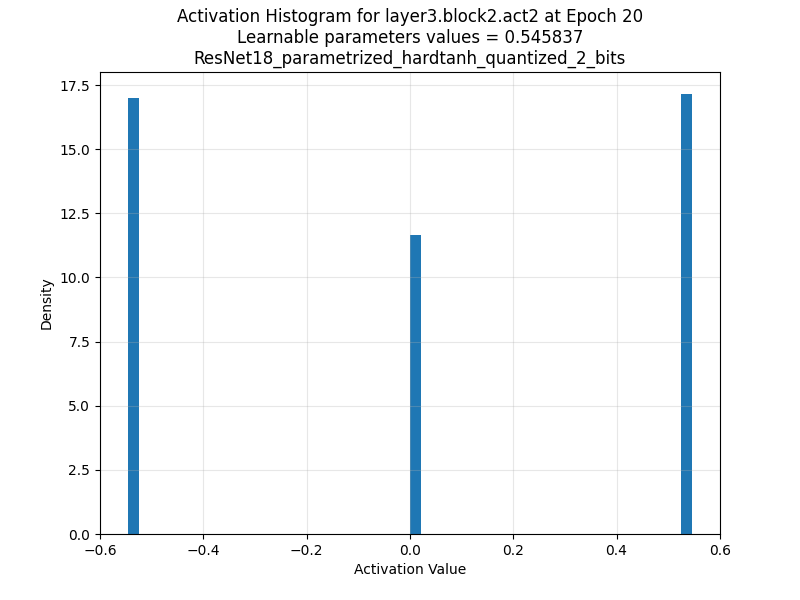 Activation Histogram for layer3.block2.act2 at Epoch 20
Learnable parameters values = 0.545837
ResNet18_parametrized_hardtanh_quantized_2_bits
17.5
15.0
12.5
10.0
7.5
5.0
2.5
0.0
Density
−0.6 −0.4 −0.2 0.0 0.2 0.4 0.6
Activation Value